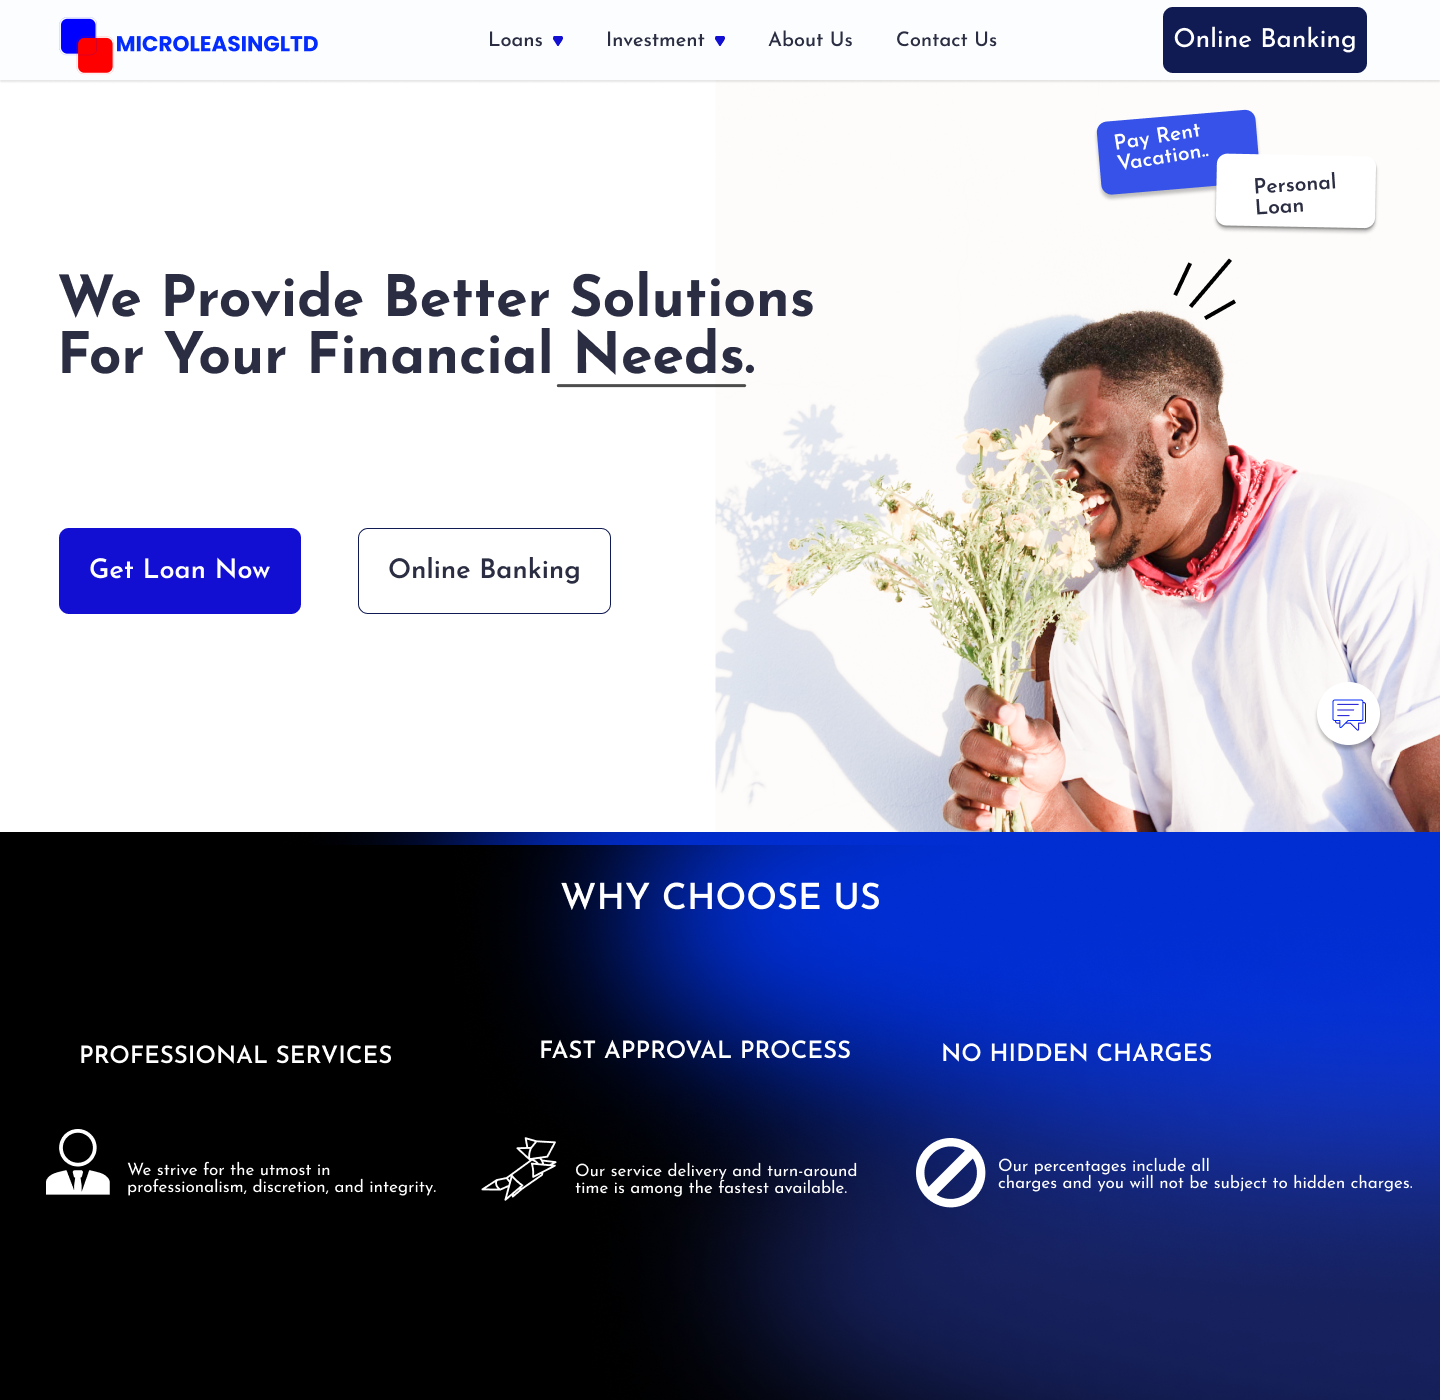 MICROLEASINGLTD
Loans
Investment
About Us
Contact Us
Online Banking
Pay Rent
Vacation..
Personal
Loan
We Provide Better Solutions
For Your Financial Needs.
Get Loan Now
Online Banking
WHY CHOOSE US
PROFESSIONAL SERVICES
We strive for the utmost in
professionalism, discretion, and integrity.
FAST APPROVAL PROCESS
Our service delivery and turn-around
time is among the fastest available.
NO HIDDEN CHARGES
Our percentages include all
charges and you will not be subject to hidden charges.